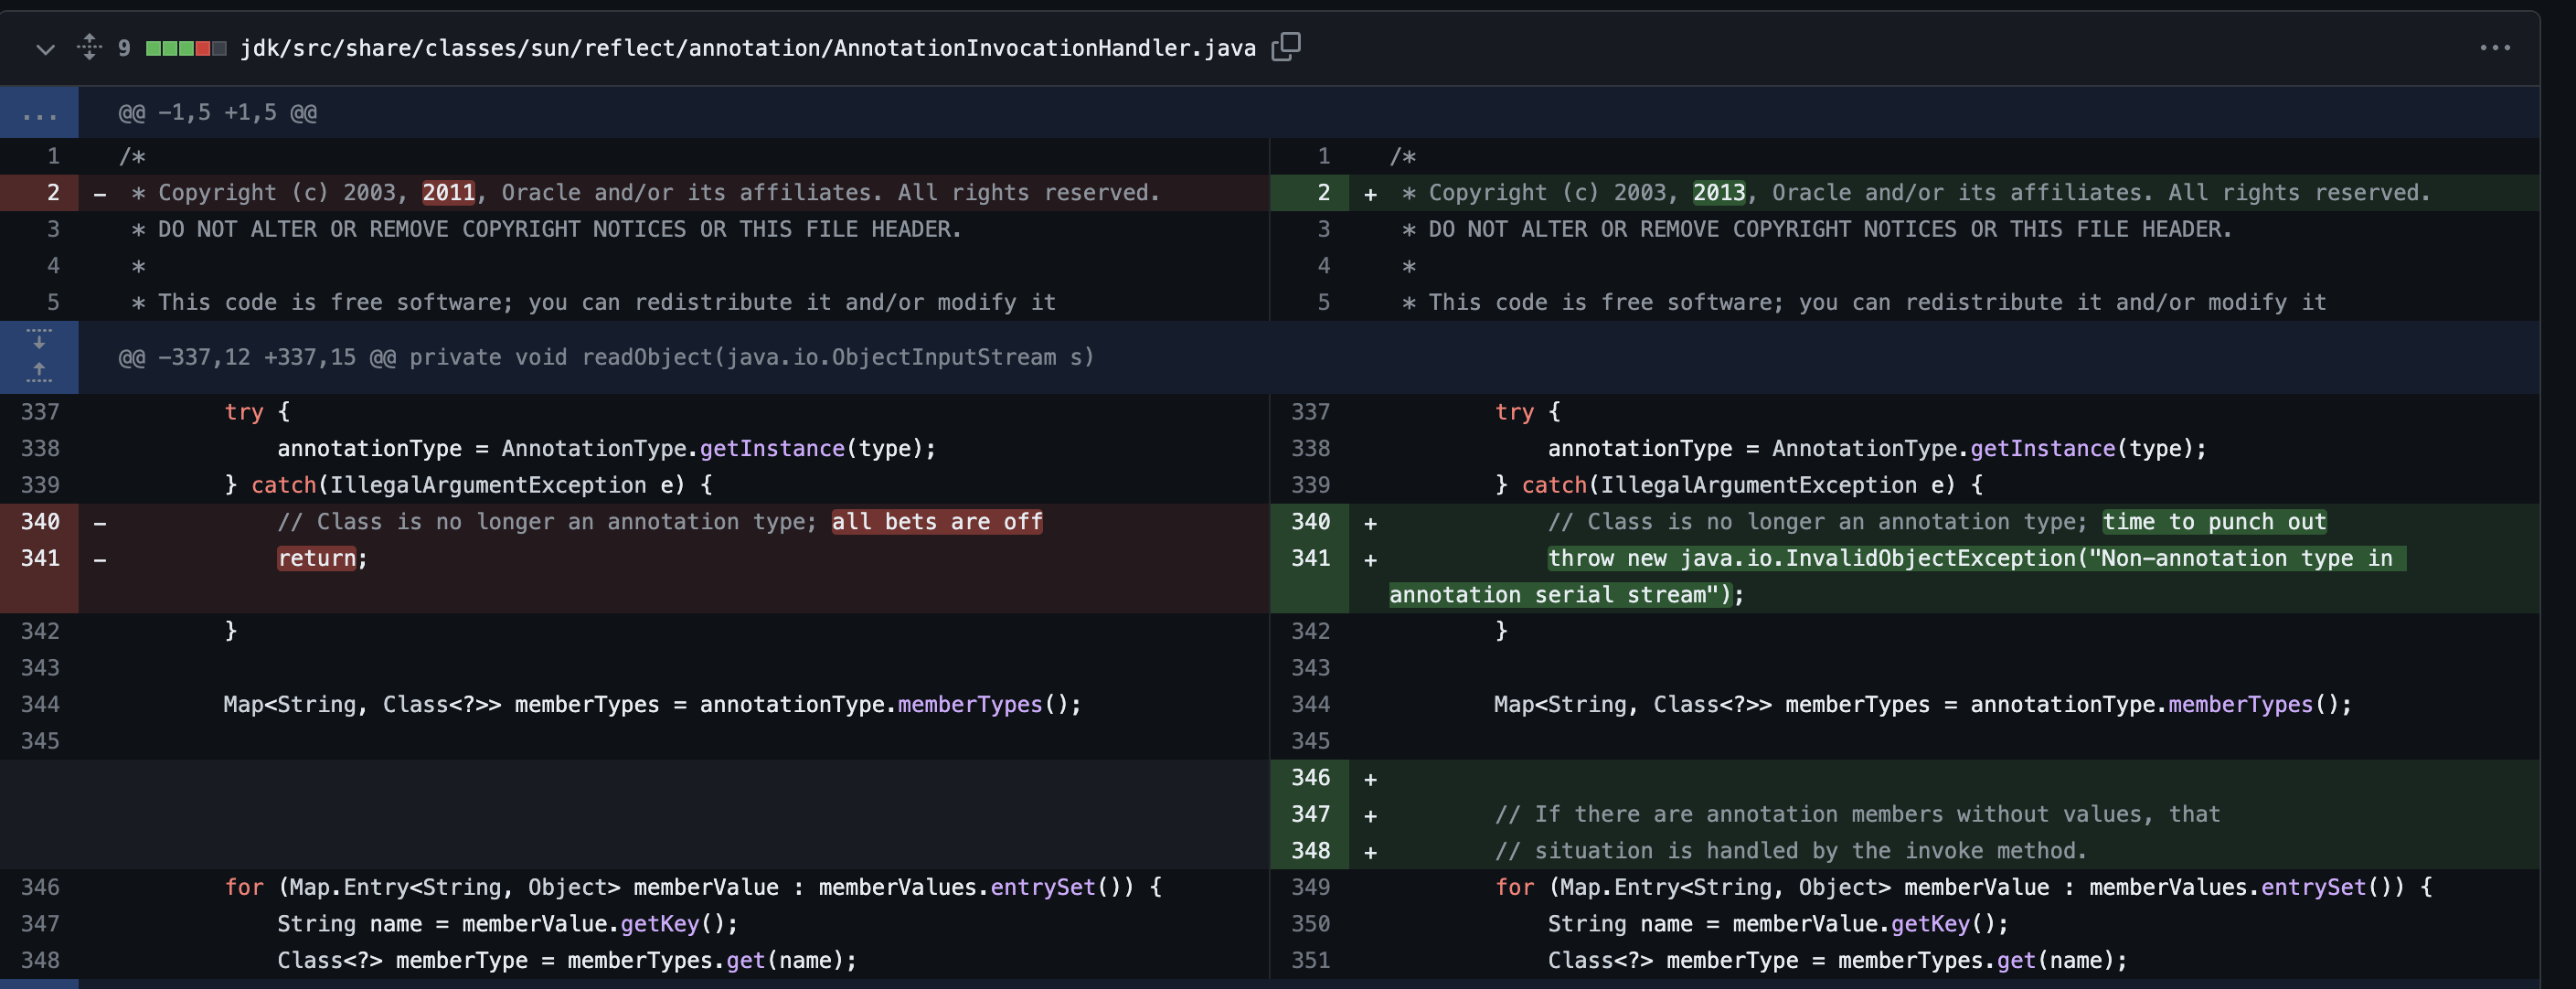 9 jdk/src/share/classes/sun/reflect/annotation/AnnotationInvocationHandler.java
... @@ -1,5 +1,5 @@
1 /*
2 - * Copyright (c) 2003, 2011, Oracle and/or its affiliates. All rights reserved.
3 * DO NOT ALTER OR REMOVE COPYRIGHT NOTICES OR THIS FILE HEADER.
4 *
5 * This code is free software; you can redistribute it and/or modify it
1 /*
2 + * Copyright (c) 2003, 2013, Oracle and/or its affiliates. All rights reserved.
3 * DO NOT ALTER OR REMOVE COPYRIGHT NOTICES OR THIS FILE HEADER.
4 *
5 * This code is free software; you can redistribute it and/or modify it
@@ -337,12 +337,15 @@ private void readObject(java.io.ObjectInputStream s)
337 try {
338 annotationType = AnnotationType.getInstance(type);
339 } catch(IllegalArgumentException e) {
340 - // Class is no longer an annotation type; all bets are off
341 - return;
342 }
343
344 Map<String, Class<?>> memberTypes = annotationType.memberTypes();
345
346 for (Map.Entry<String, Object> memberValue : memberValues.entrySet()) {
347 String name = memberValue.getKey();
348 Class<?> memberType = memberTypes.get(name);
337 try {
338 annotationType = AnnotationType.getInstance(type);
339 } catch(IllegalArgumentException e) {
340 + // Class is no longer an annotation type; time to punch out
341 + throw new java.io.InvalidObjectException("Non-annotation type in
annotation serial stream");
342 }
343
344 Map<String, Class<?>> memberTypes = annotationType.memberTypes();
345
346 +
347 + // If there are annotation members without values, that
348 + // situation is handled by the invoke method.
349 for (Map.Entry<String, Object> memberValue : memberValues.entrySet()) {
350 String name = memberValue.getKey();
351 Class<?> memberType = memberTypes.get(name);